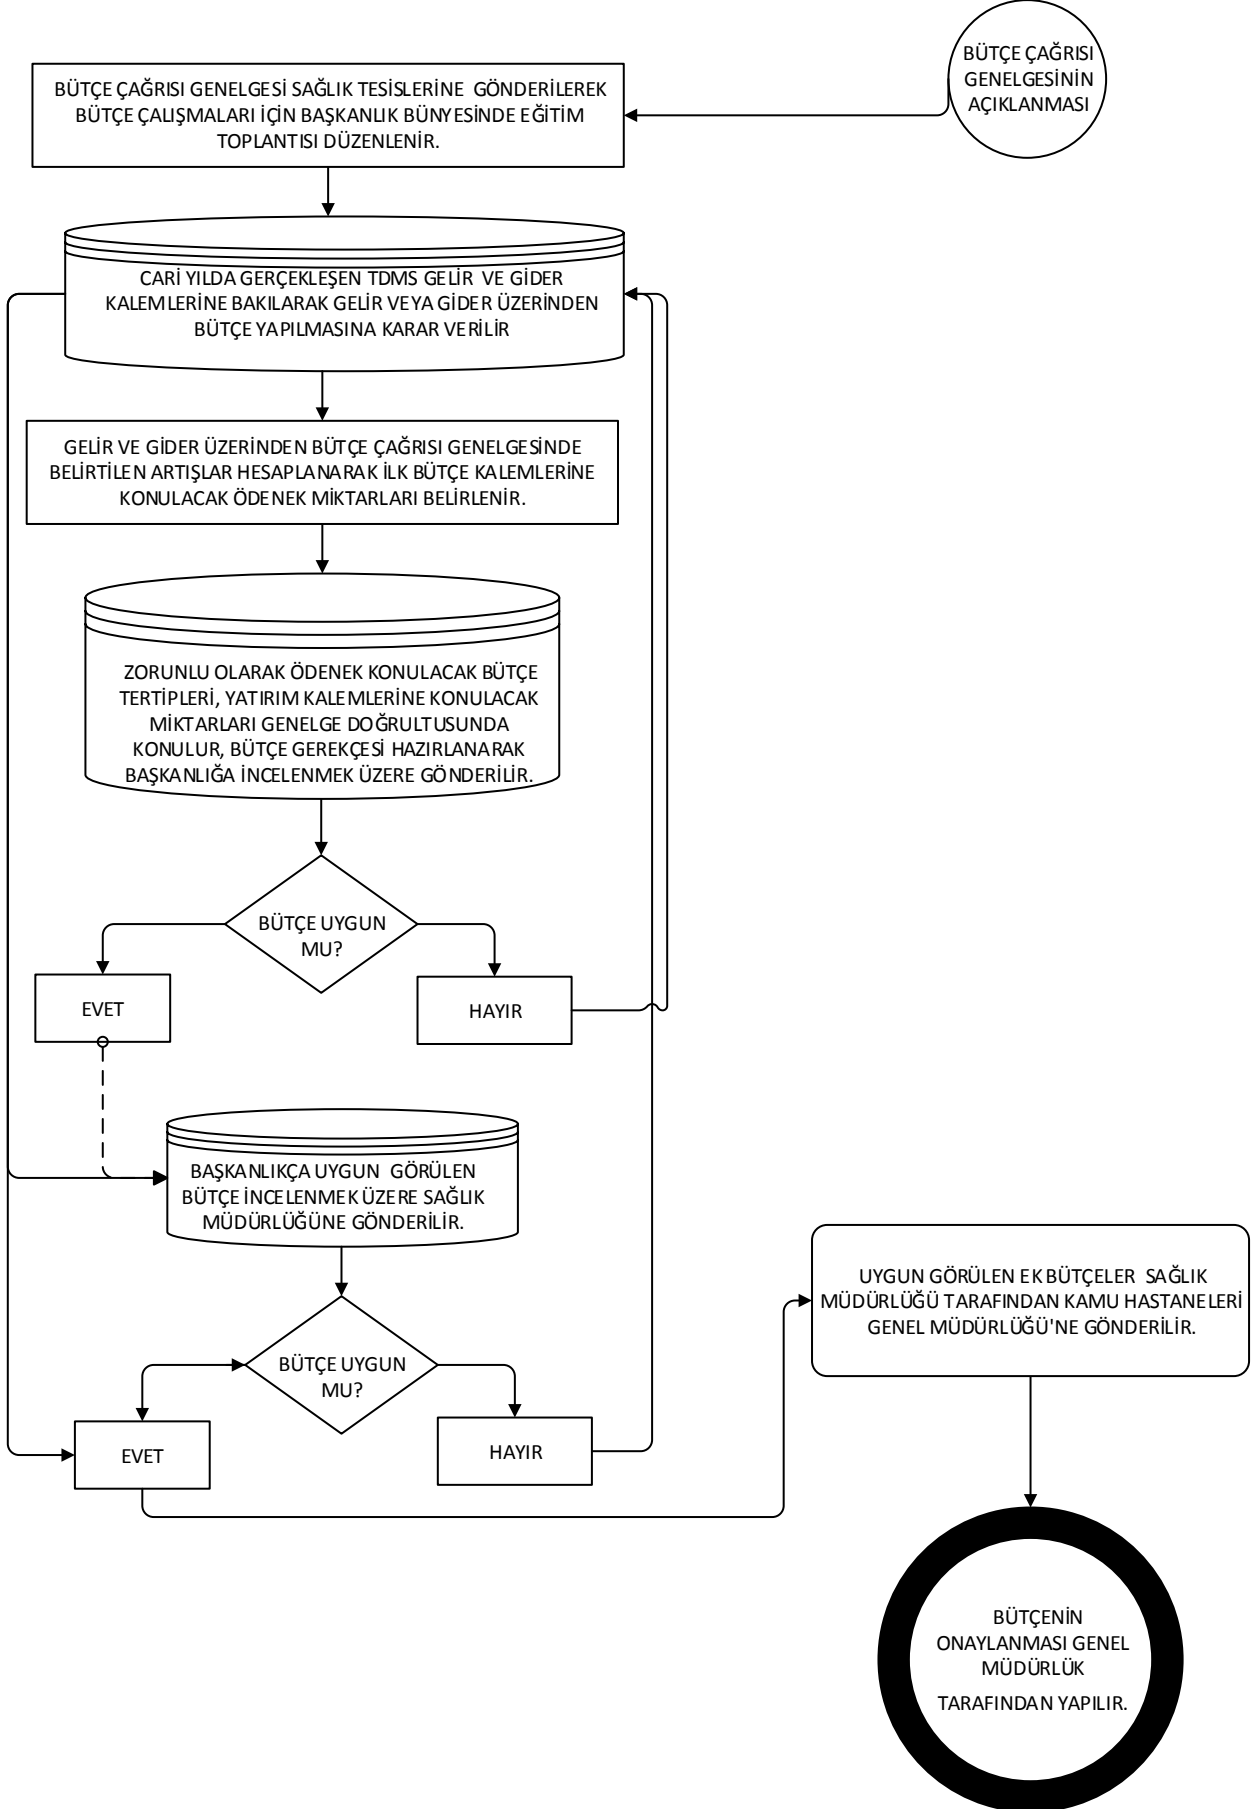 BÜTÇE ÇAĞRISI
GENELGESİNİN
AÇIKLANMASI
BÜTÇE ÇAĞRISI GENELGESİ SAĞLIK TESİSLERİNE GÖNDERİLEREK
BÜTÇE ÇALIŞMALARI İÇİN BAŞKANLIK BÜNYESİNDE EĞİTİM
TOPLANTISI DÜZENLENİR.
CARİ YILDA GERÇEKLEŞEN TDMS GELİR VE GİDER
KALEMLERİNE BAKILARAK GELİR VEYA GİDER ÜZERİNDEN
BÜTÇE YAPILMASINA KARAR VERİLİR
GELİR VE GİDER ÜZERİNDEN BÜTÇE ÇAĞRISI GENELGESİNDE
BELİRTİLEN ARTIŞLAR HESAPLANARAK İLK BÜTÇE KALEMLERİNE
KONULACAK ÖDENEK MİKTARLARI BELİRLENİR.
ZORUNLU OLARAK ÖDENEK KONULACAK BÜTÇE
TERTİPLERİ, YATIRIM KALEMLERİNE KONULACAK
MİKTARLARI GENELGE DOĞRULTUSUNDA
KONULUR, BÜTÇE GEREKÇESİ HAZIRLANARAK
BAŞKANLIĞA İNCELENMEK ÜZERE GÖNDERİLİR.
BÜTÇE UYGUN
MU?
EVET
HAYIR
BAŞKANLIKÇA UYGUN GÖRÜLEN
BÜTÇE İNCELENMEK ÜZERE SAĞLIK
MÜDÜRLÜĞÜNE GÖNDERİLİR.
BÜTÇE UYGUN
MU?
EVET
HAYIR
UYGUN GÖRÜLEN EK BÜTÇELER SAĞLIK
MÜDÜRLÜĞÜ TARAFINDAN KAMU HASTANELERİ
GENEL MÜDÜRLÜĞÜ'NE GÖNDERİLİR.
BÜTÇENİN
ONAYLANMASI GENEL
MÜDÜRLÜK
TARAFINDAN YAPILIR.